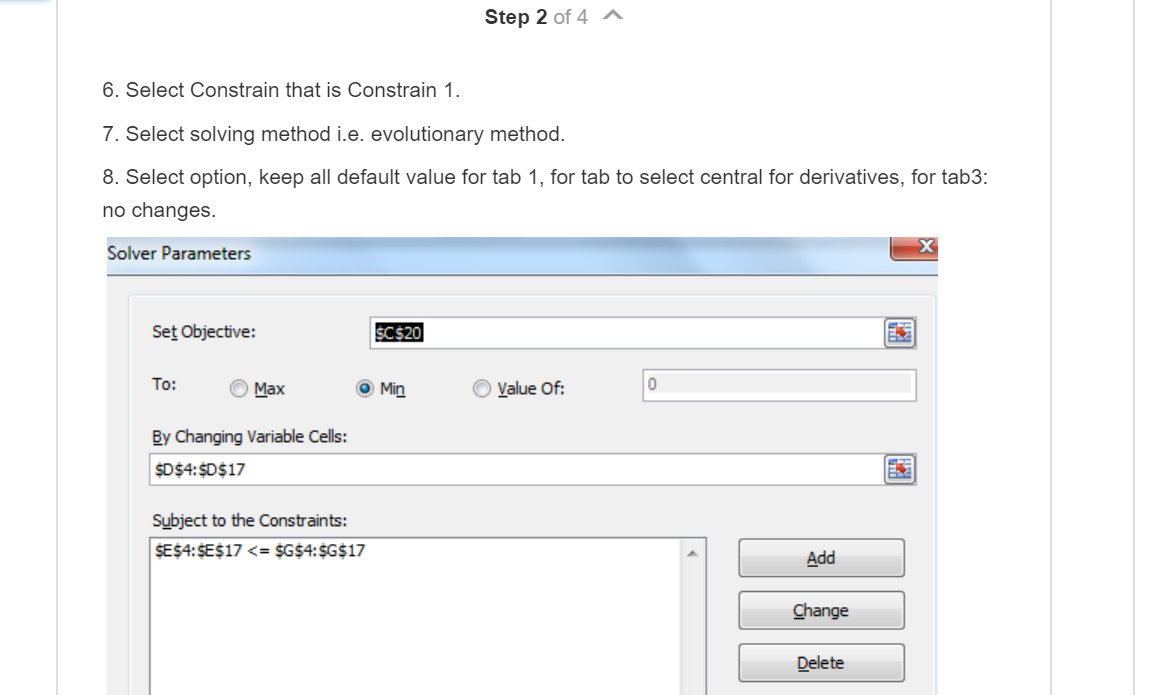 Step 2 of 4
6. Select Constrain that is Constrain 1.
7. Select solving method i.e. evolutionary method.
8. Select option, keep all default value for tab 1, for tab to select central for derivatives, for tab3:
no changes.
Solver Parameters
X
Set Objective:
$C$20
To:
Max
Min
Value Of:
0
By Changing Variable Cells:
$D$4:$D$17
Subject to the Constraints:
$E$4:$E$17 <= $G$4:$G$17
Add
Change
Delete